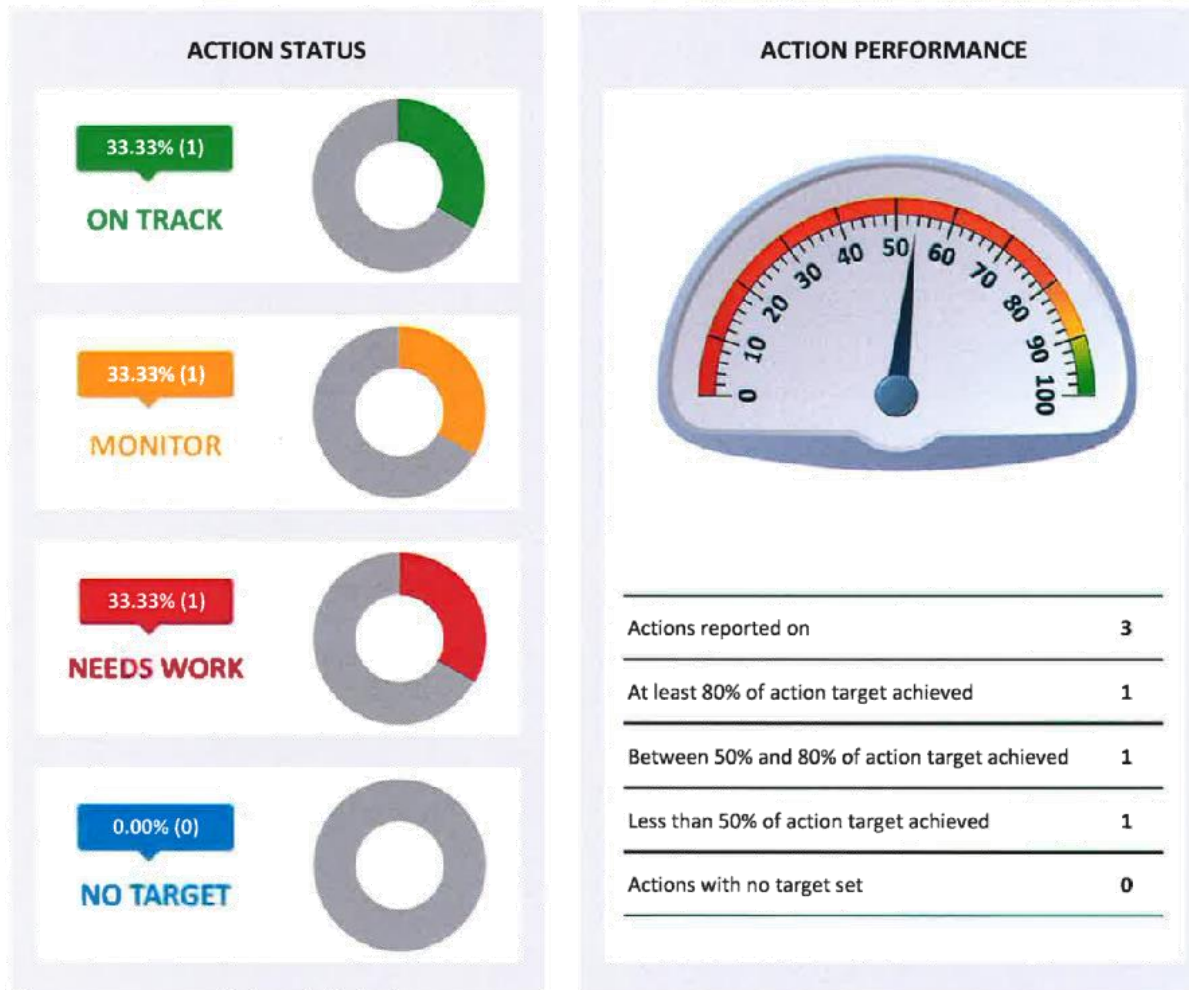 ACTION STATUS
33.33% (1)
ON TRACK
33.33% (1)
MONITOR
33.33% (1)
NEEDS WORK
0.00% (0)
NO TARGET
ACTION PERFORMANCE
0
10
20
30
40
50
60
70
80
90
100
Actions reported on 3
At least 80% of action target achieved 1
Between 50% and 80% of action target achieved 1
Less than 50% of action target achieved 1
Actions with no target set 0